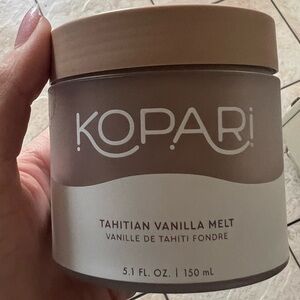 KOPARI
TAHITIAN VANILLA MELT
VANILLE DE TAHITI FONDRE
5.1 FL. OZ. | 150 mL